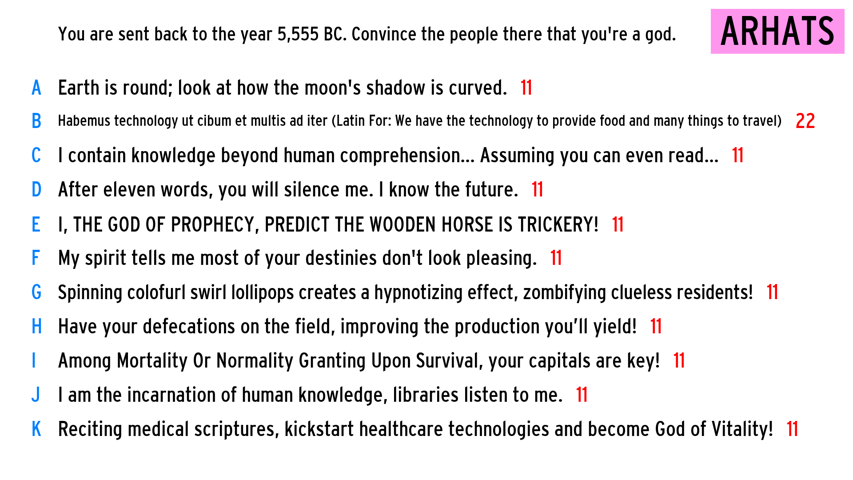 You are sent back to the year 5,555 BC. Convince the people there that you're a god.
ARHATS
A Earth is round; look at how the moon's shadow is curved. 11
B Habemus technology ut cibum et multis ad iter (Latin For: We have the technology to provide food and many things to travel) 22
C I contain knowledge beyond human comprehension... Assuming you can even read... 11
D After eleven words, you will silence me. I know the future. 11
E I, THE GOD OF PROPHECY, PREDICT THE WOODEN HORSE IS TRICKERY! 11
F My spirit tells me most of your destinies don't look pleasing. 11
G Spinning colofurl swirl lollipops creates a hypnotizing effect, zombifying clueless residents! 11
H Have your defecations on the field, improving the production you’ll yield! 11
I Among Mortality Or Normality Granting Upon Survival, your capitals are key! 11
J I am the incarnation of human knowledge, libraries listen to me. 11
K Reciting medical scriptures, kickstart healthcare technologies and become God of Vitality! 11